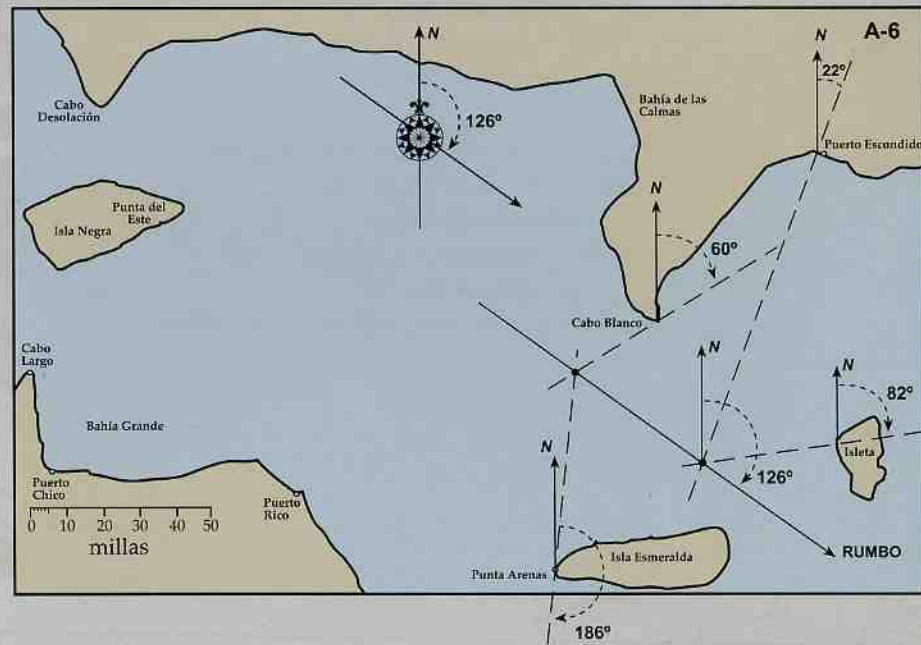 A-6
N
N
22º
Cabo
Desolación
126º
Bahía de las
Calmas
Puerto Escondido
N
Punta del
Este
Isla Negra
60º
Cabo Blanco
Cabo
Largo
N
N
82º
Bahía Grande
N
Isleta
126º
Puerto
Chico
Puerto
Rico
0 10 20 30 40 50
millas
RUMBO
Isla Esmeralda
Punta Arenas
186º